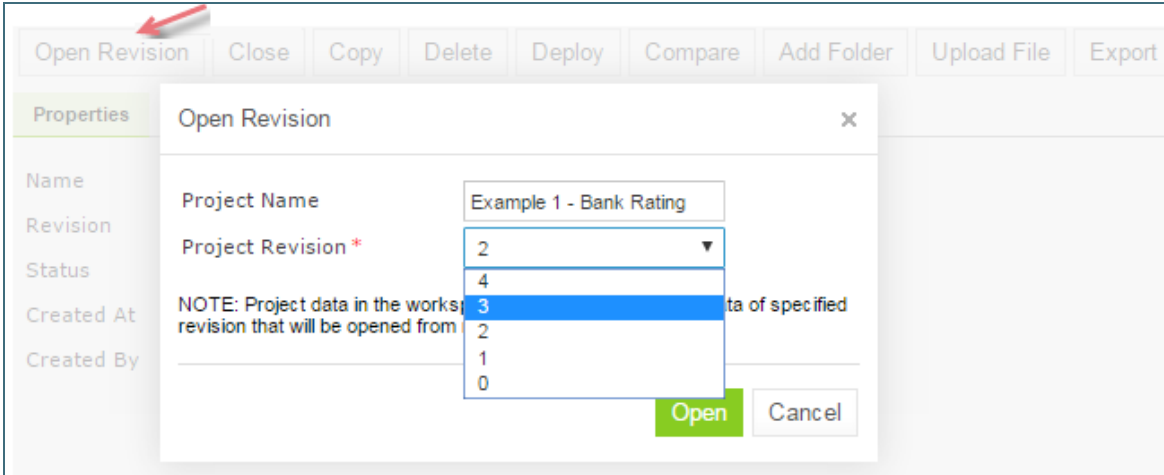 Open Revision Close Copy Delete Deploy Compare Add Folder Upload File Export
Properties
Open Revision ×
Name
Project Name Example 1 - Bank Rating
Revision
Project Revision * 2
Status
4
NOTE: Project data in the 3 of specified
revision that will be opened from 2
Created At
1
Created By
0
Open Cancel